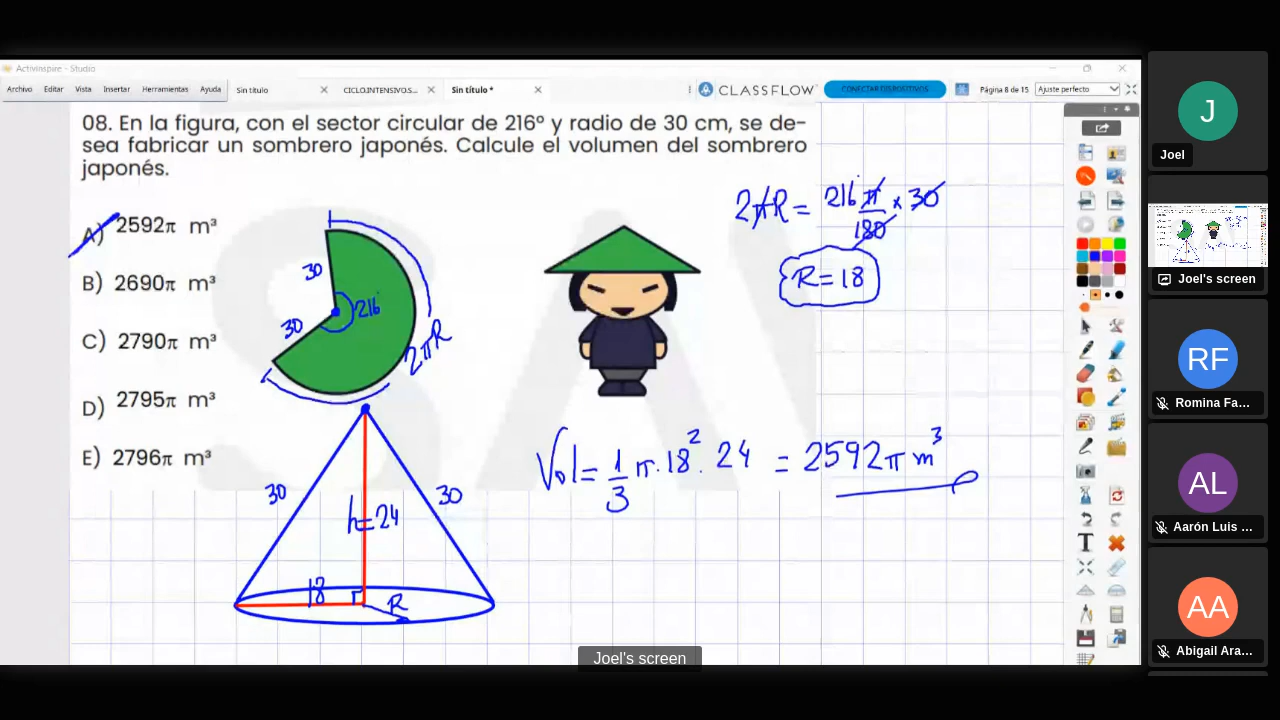 ActivInspire - Studio
Archivo Editar Vista Insertar Herramientas Ayuda
Sin título
CICLO.INTENSIVO.S...
Sin título *
CLASSFLOW
CONECTAR DISPOSITIVOS
Página 8 de 15
Ajuste perfecto
08. En la figura, con el sector circular de 216° y radio de 30 cm, se de-
sea fabricar un sombrero japonés. Calcule el volumen del sombrero
japonés.
A) 2592π m³
B) 2690π m³
C) 2790π m³
D) 2795π m³
E) 2796π m³
30
30
216
2πR
2πR = 216 π/180 × 30
R = 18
30
30
h=24
18
R
Vol = 1/3 π · 18² · 24 = 2592 π m³
SA
T
J
Joel
Joel's screen
RF
Romina Fa...
AL
Aarón Luis ...
AA
Abigail Ara...
Joel's screen